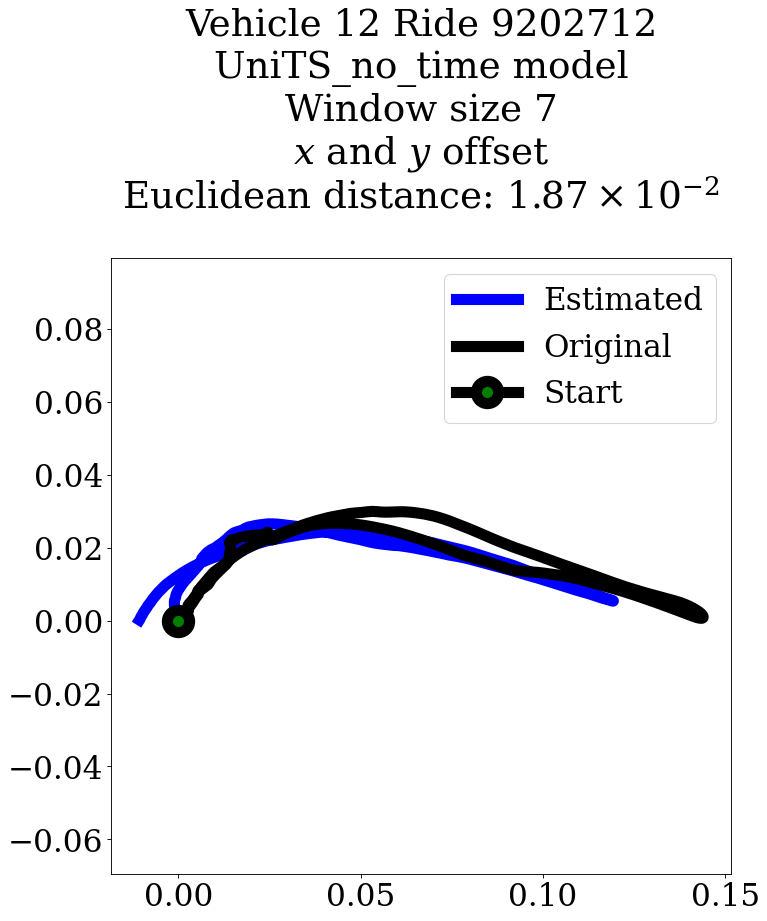 Vehicle 12 Ride 9202712
UniTS_no_time model
Window size 7
x and y offset
Euclidean distance: 1.87 × 10⁻²
Estimated
Original
Start
0.08
0.06
0.04
0.02
0.00
−0.02
−0.04
−0.06
0.00 0.05 0.10 0.15